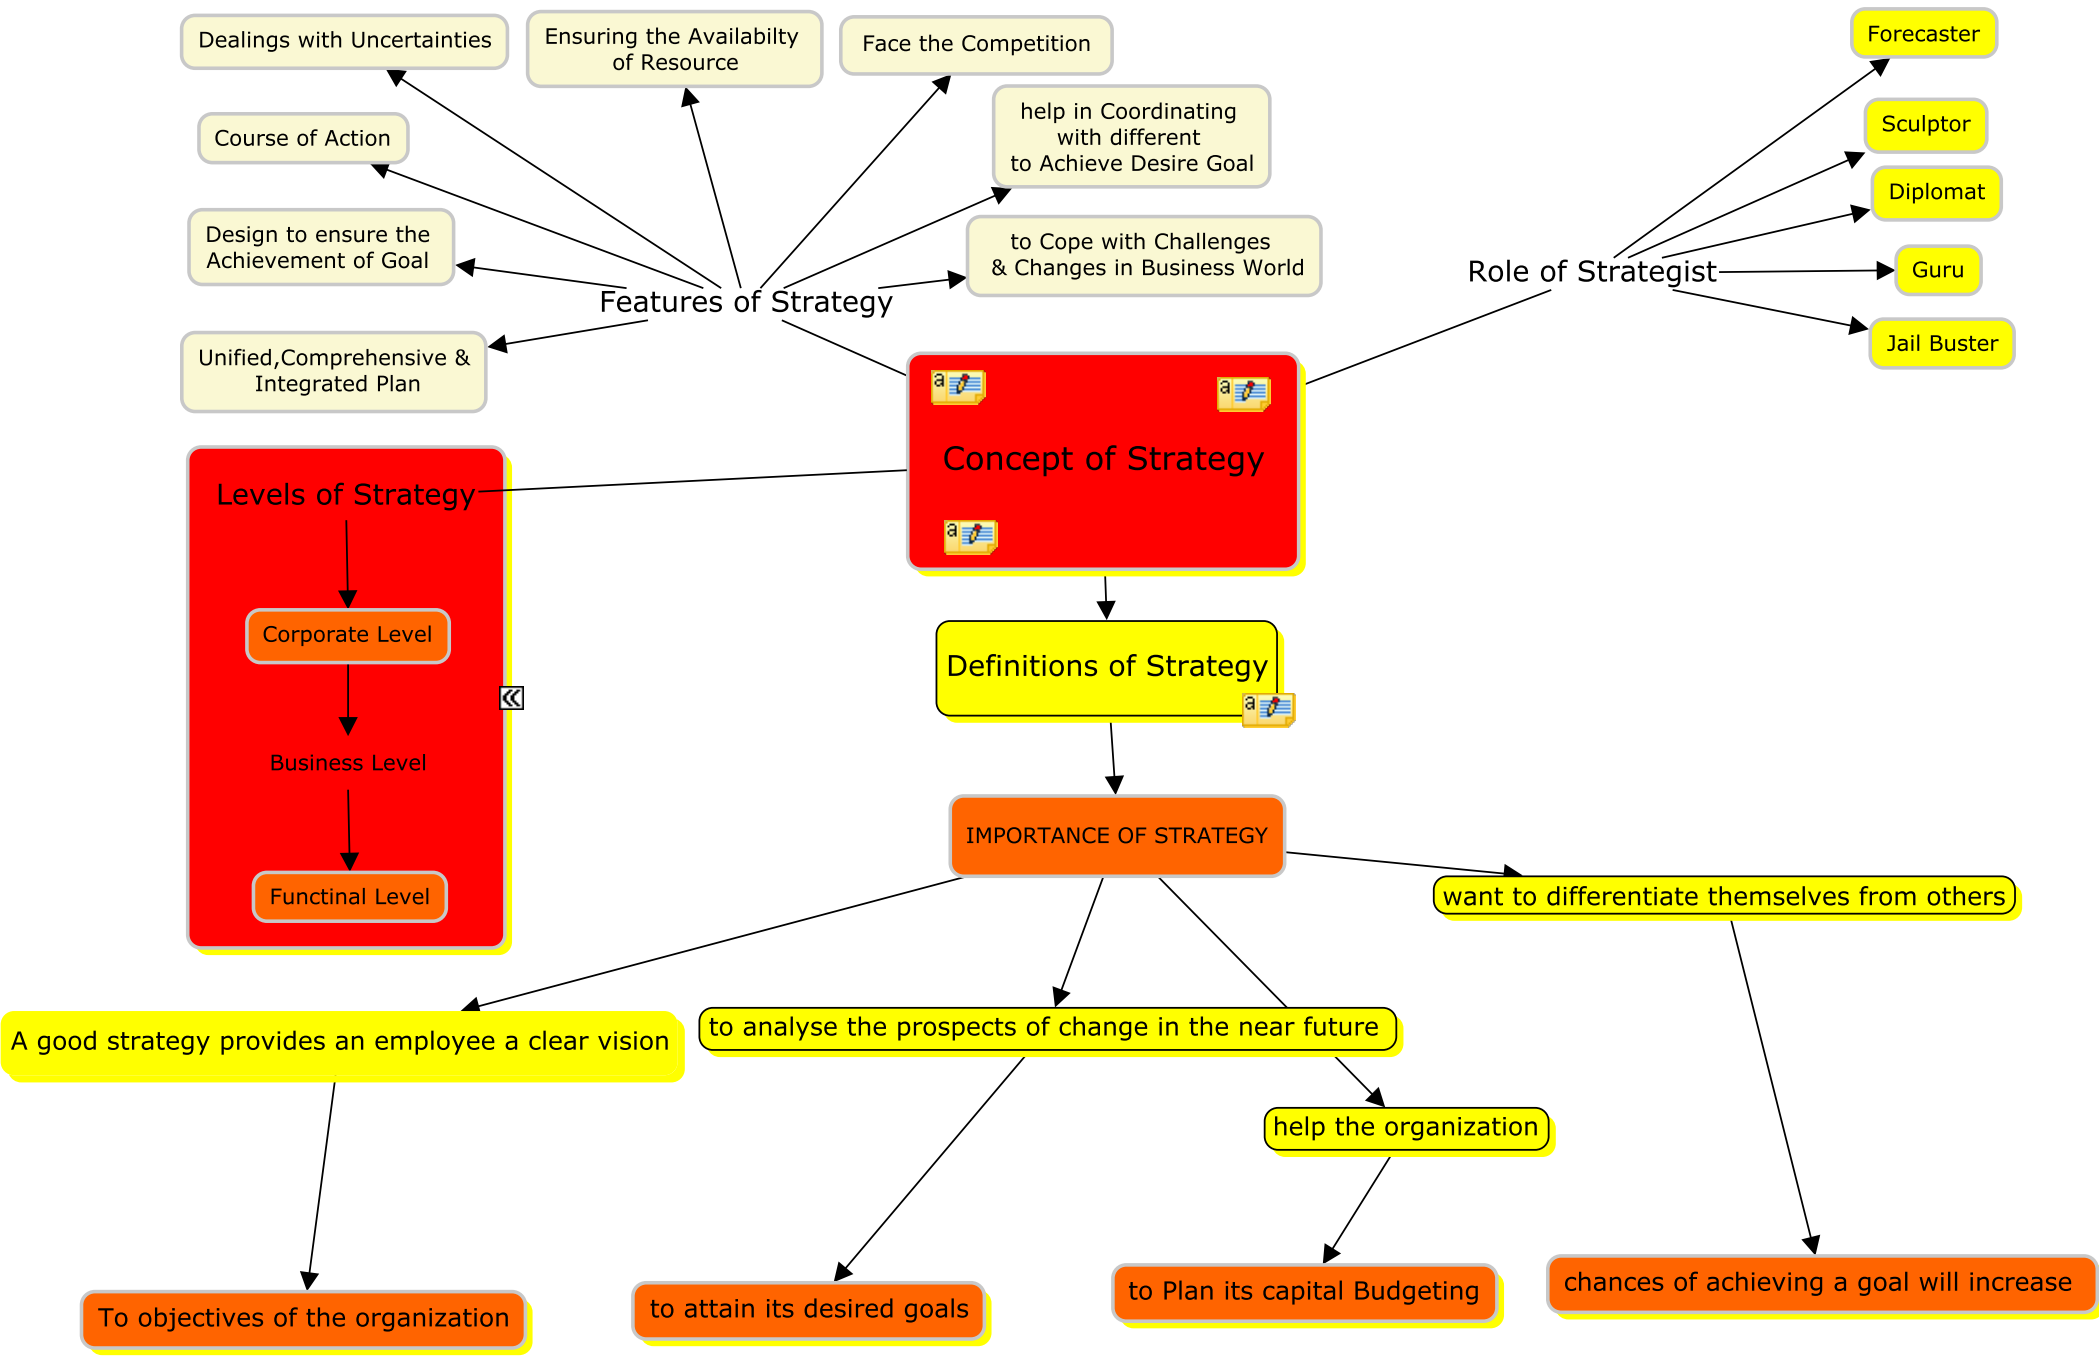 Dealings with Uncertainties
Ensuring the Availabilty
of Resource
Face the Competition
Forecaster
help in Coordinating
with different
to Achieve Desire Goal
Course of Action
Sculptor
Diplomat
Design to ensure the
Achievement of Goal
to Cope with Challenges
& Changes in Business World
Guru
Role of Strategist
Features of Strategy
Jail Buster
Unified,Comprehensive &
Integrated Plan
a
a
Concept of Strategy
Levels of Strategy
a
Corporate Level
Definitions of Strategy
a
Business Level
IMPORTANCE OF STRATEGY
Functinal Level
want to differentiate themselves from others
A good strategy provides an employee a clear vision
to analyse the prospects of change in the near future
help the organization
To objectives of the organization
to attain its desired goals
to Plan its capital Budgeting
chances of achieving a goal will increase